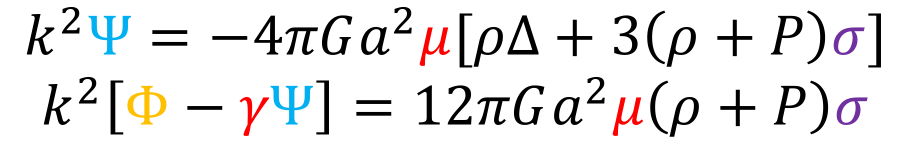 k²Ψ = −4πGa²μ[ρΔ + 3(ρ + P)σ]
k²[Φ − γΨ] = 12πGa²μ(ρ + P)σ